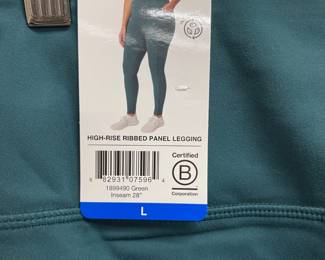 HIGH-RISE RIBBED PANEL LEGGING
6 82931 07596 4
1899490 Green
Inseam 28"
Certified
B
Corporation
L